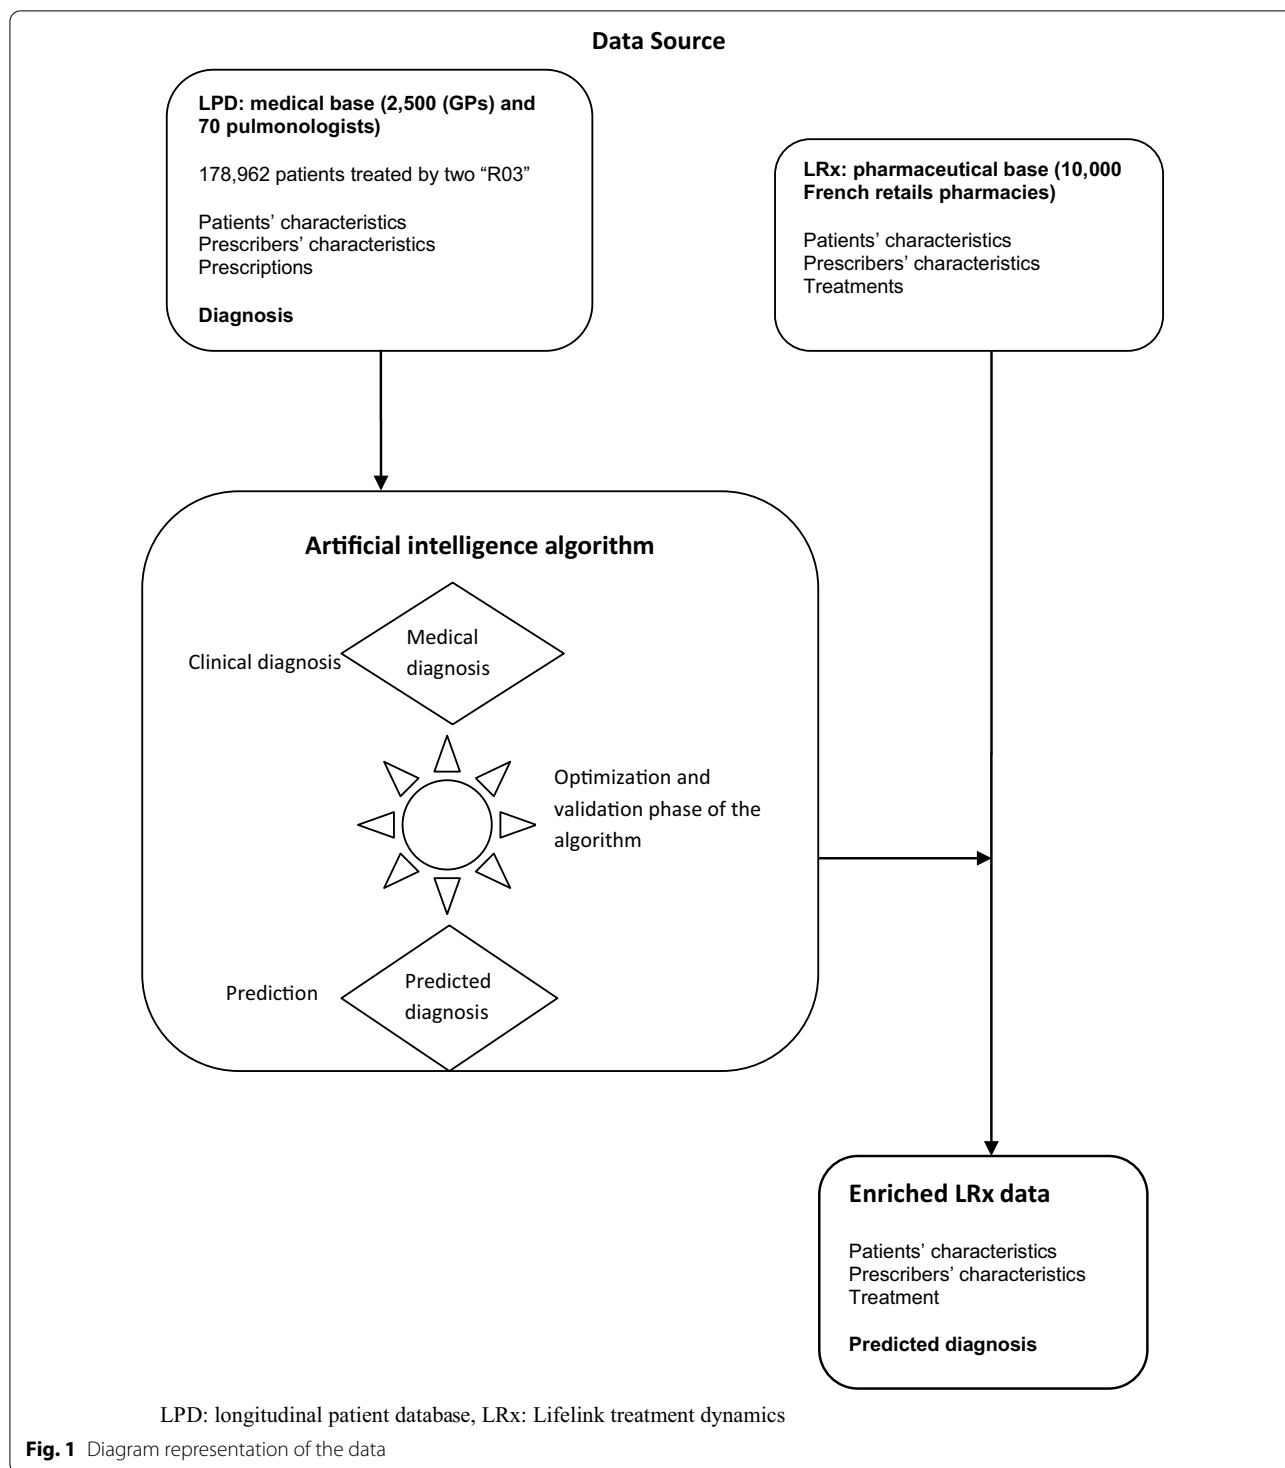 Data Source
LPD: medical base (2,500 (GPs) and
70 pulmonologists)
178,962 patients treated by two “R03”
Patients’ characteristics
Prescribers’ characteristics
Prescriptions
Diagnosis
LRx: pharmaceutical base (10,000
French retails pharmacies)
Patients’ characteristics
Prescribers’ characteristics
Treatments
Artificial intelligence algorithm
Medical
diagnosis
Clinical diagnosis
Optimization and
validation phase of the
algorithm
Prediction
Predicted
diagnosis
Enriched LRx data
Patients’ characteristics
Prescribers’ characteristics
Treatment
Predicted diagnosis
LPD: longitudinal patient database, LRx: Lifelink treatment dynamics
Fig. 1 Diagram representation of the data